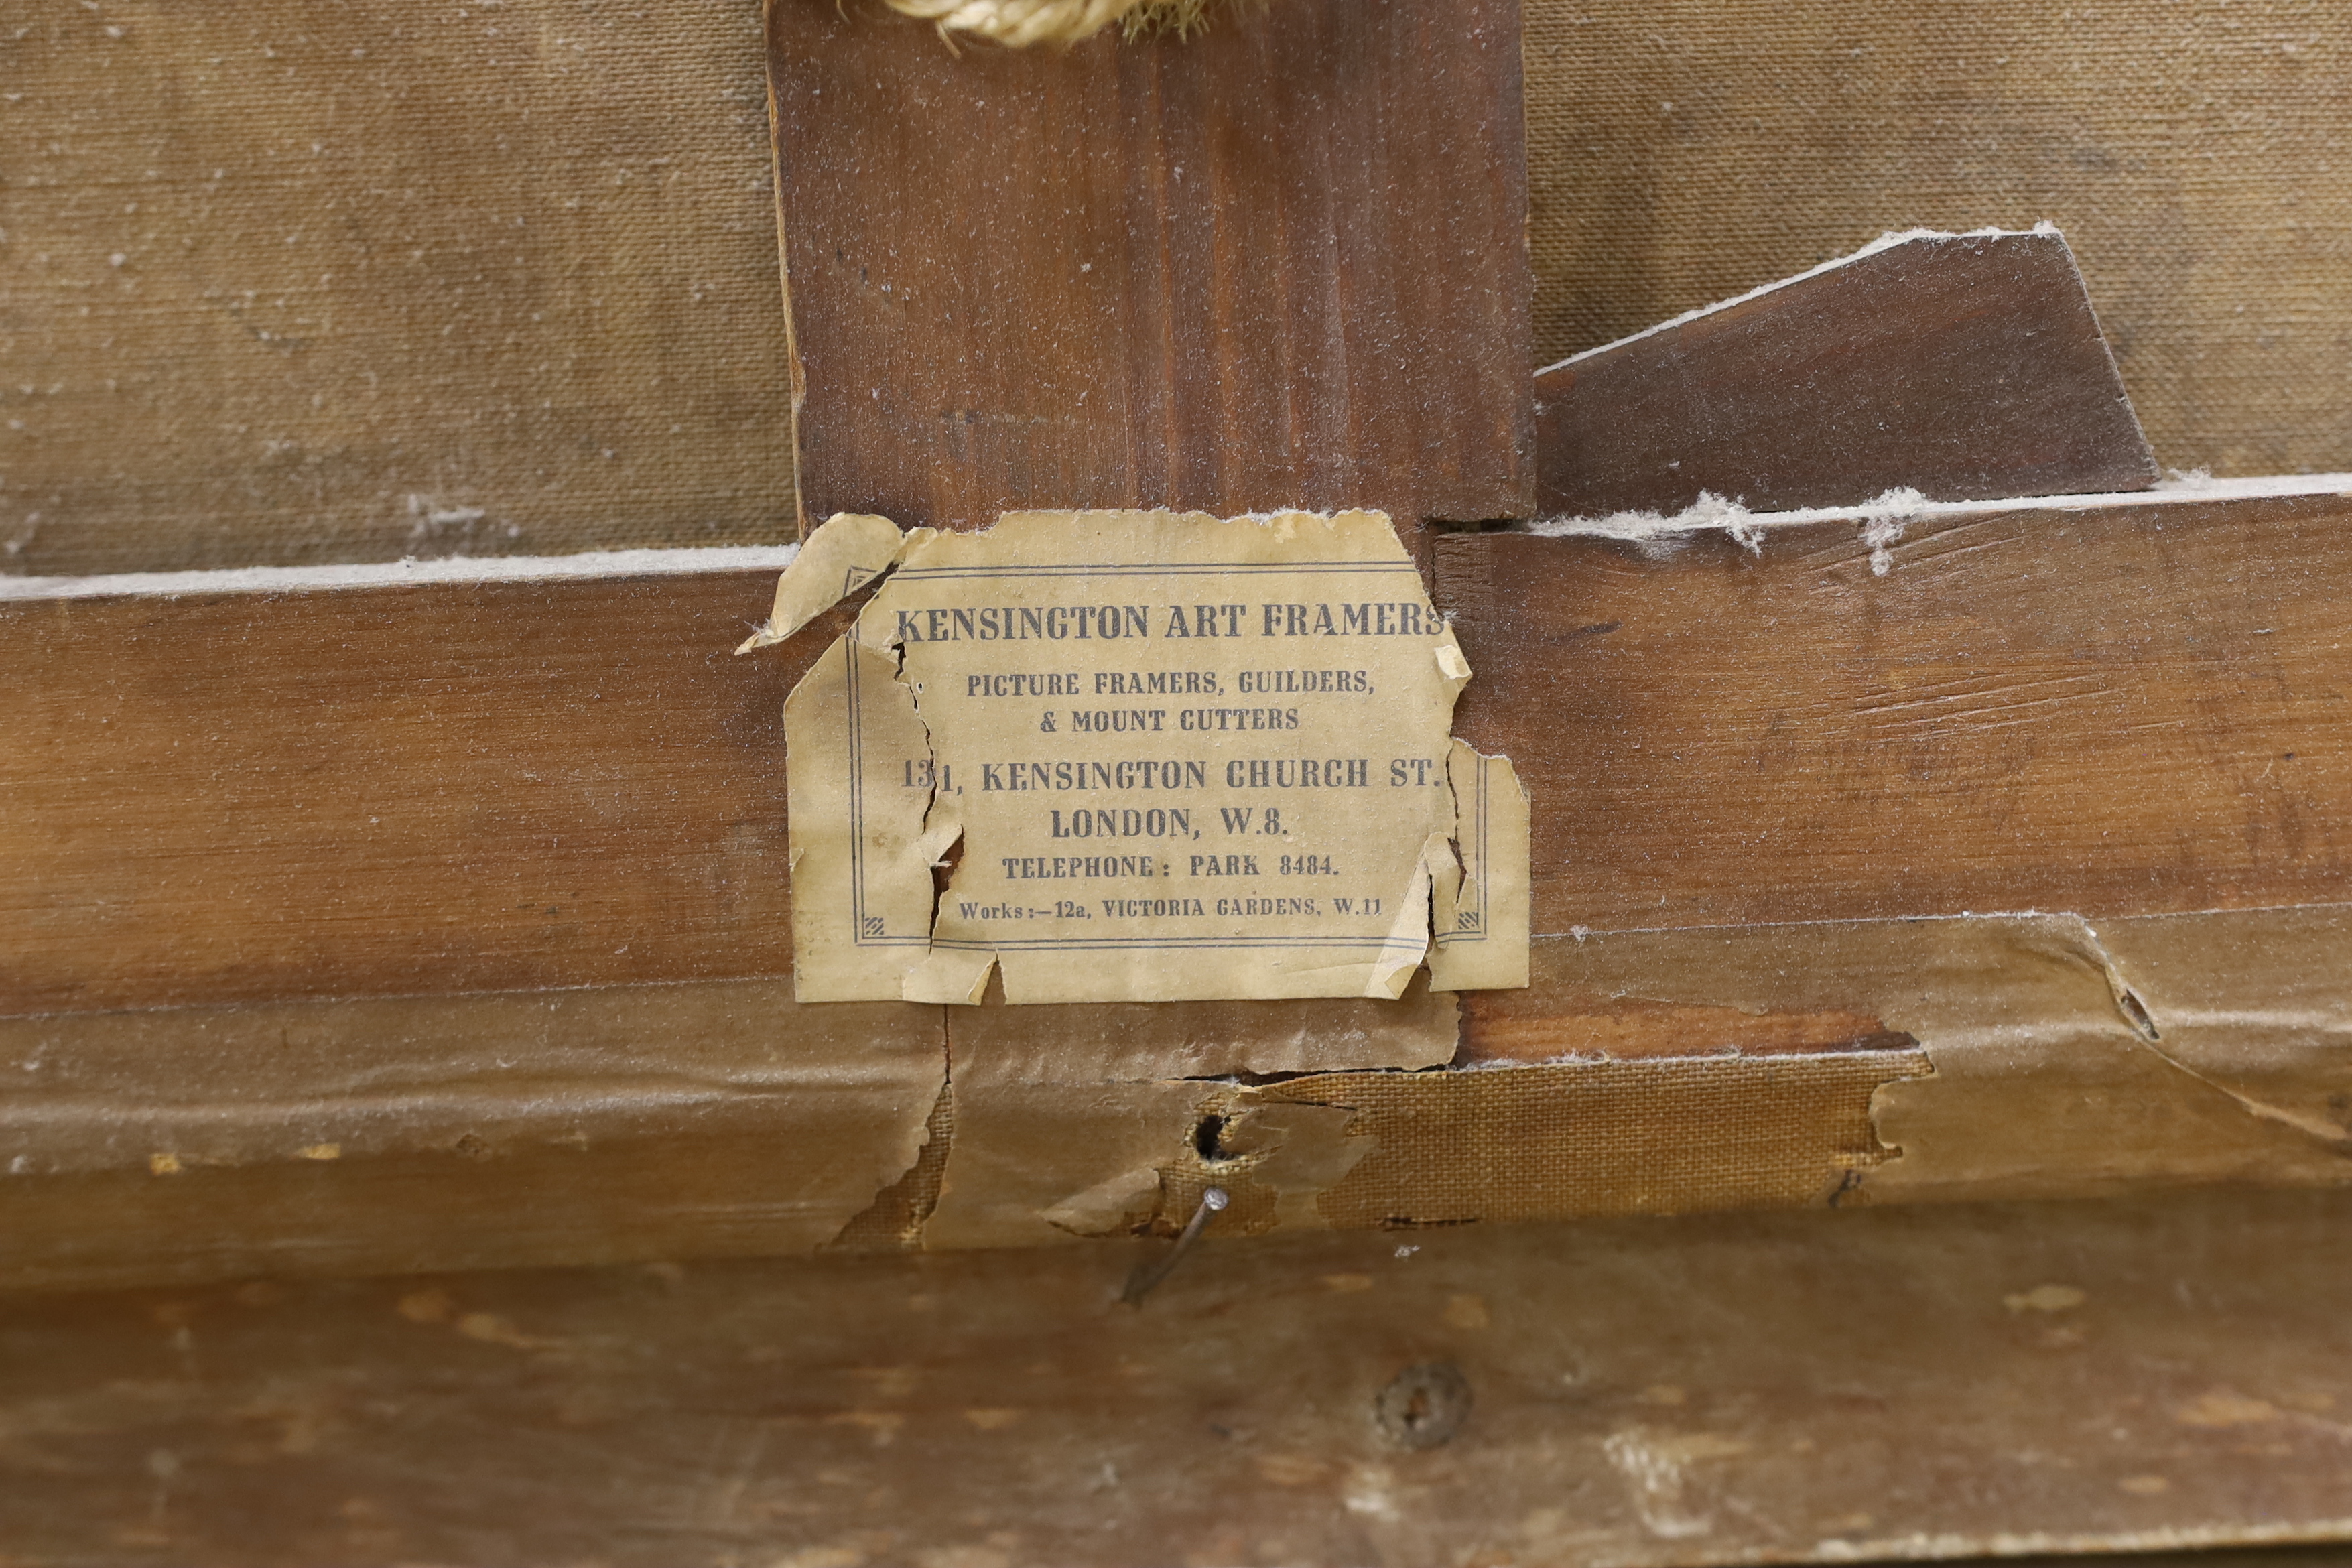 KENSINGTON ART FRAMERS
PICTURE FRAMERS, GUILDERS,
& MOUNT CUTTERS
131, KENSINGTON CHURCH ST.
LONDON, W.8.
TELEPHONE: PARK 8484.
Works:—12a, VICTORIA GARDENS, W.11